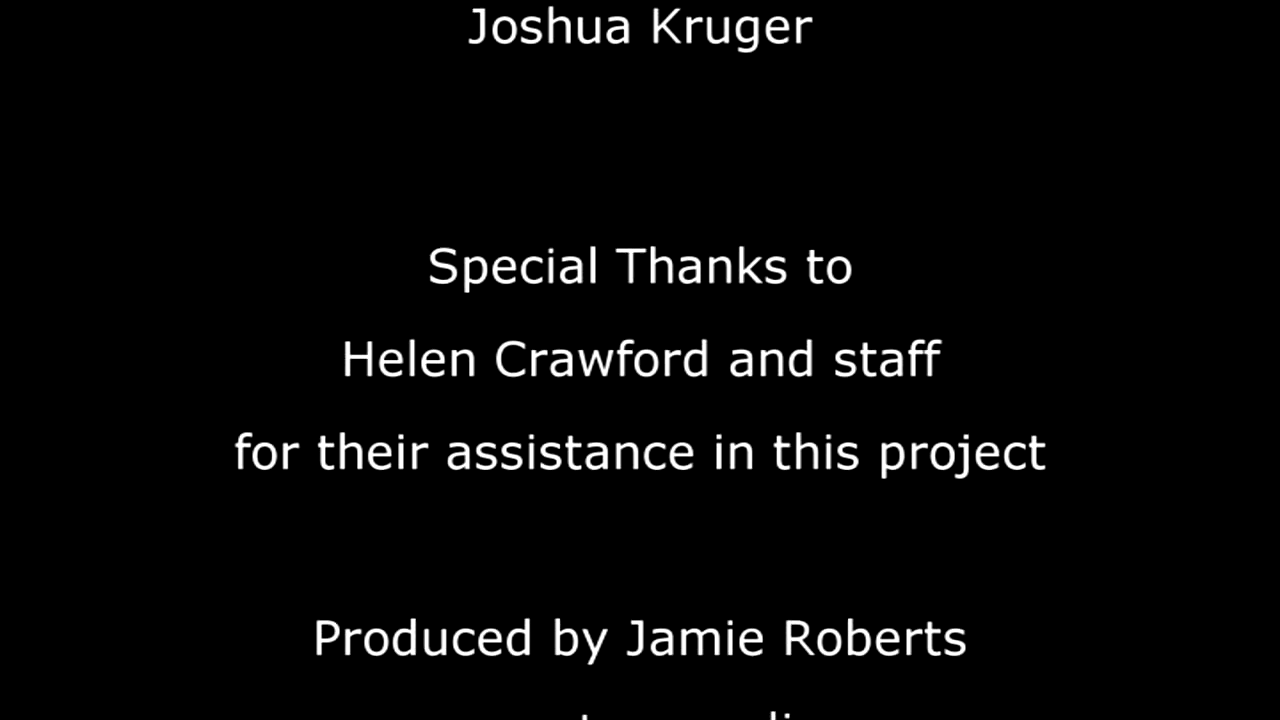 Joshua Kruger
Special Thanks to
Helen Crawford and staff
for their assistance in this project
Produced by Jamie Roberts